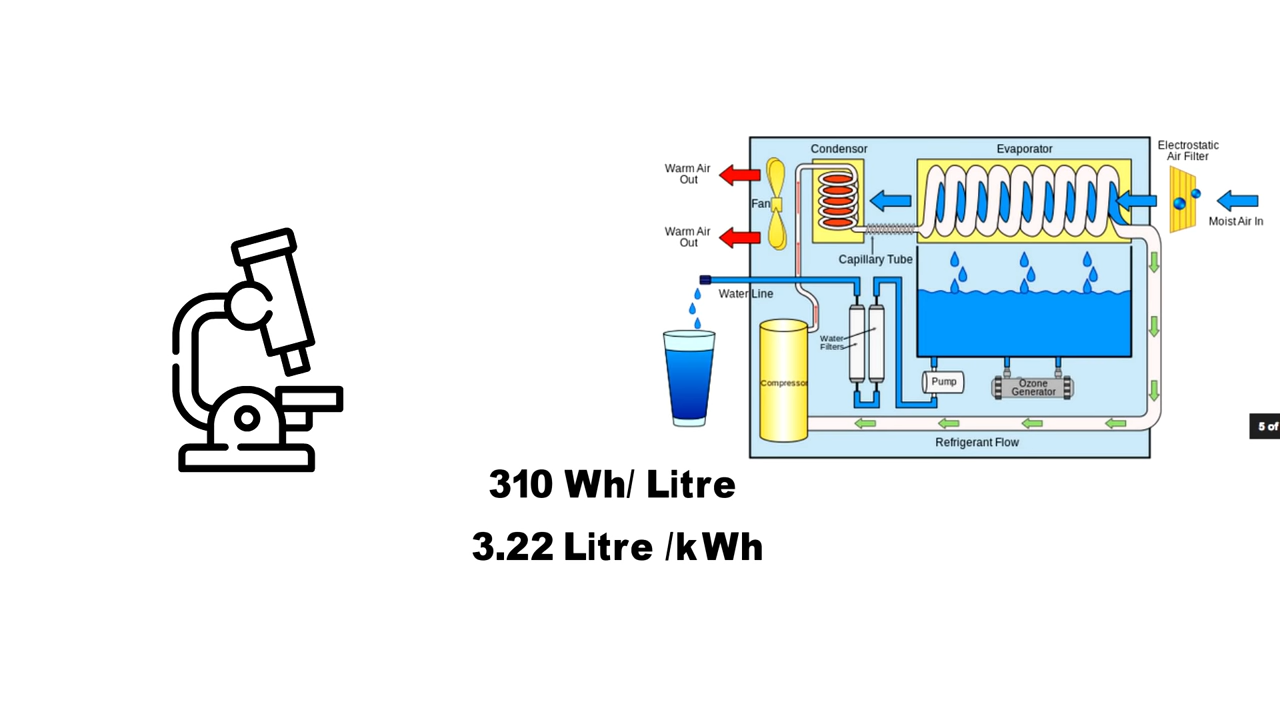 Condensor
Evaporator
Electrostatic
Air Filter
Warm Air
Out
Fan
Moist Air In
Warm Air
Out
Capillary Tube
Water Line
Water
Filters
Compressor
Pump
Ozone
Generator
Refrigerant Flow
5 of
310 Wh/ Litre
3.22 Litre /kWh